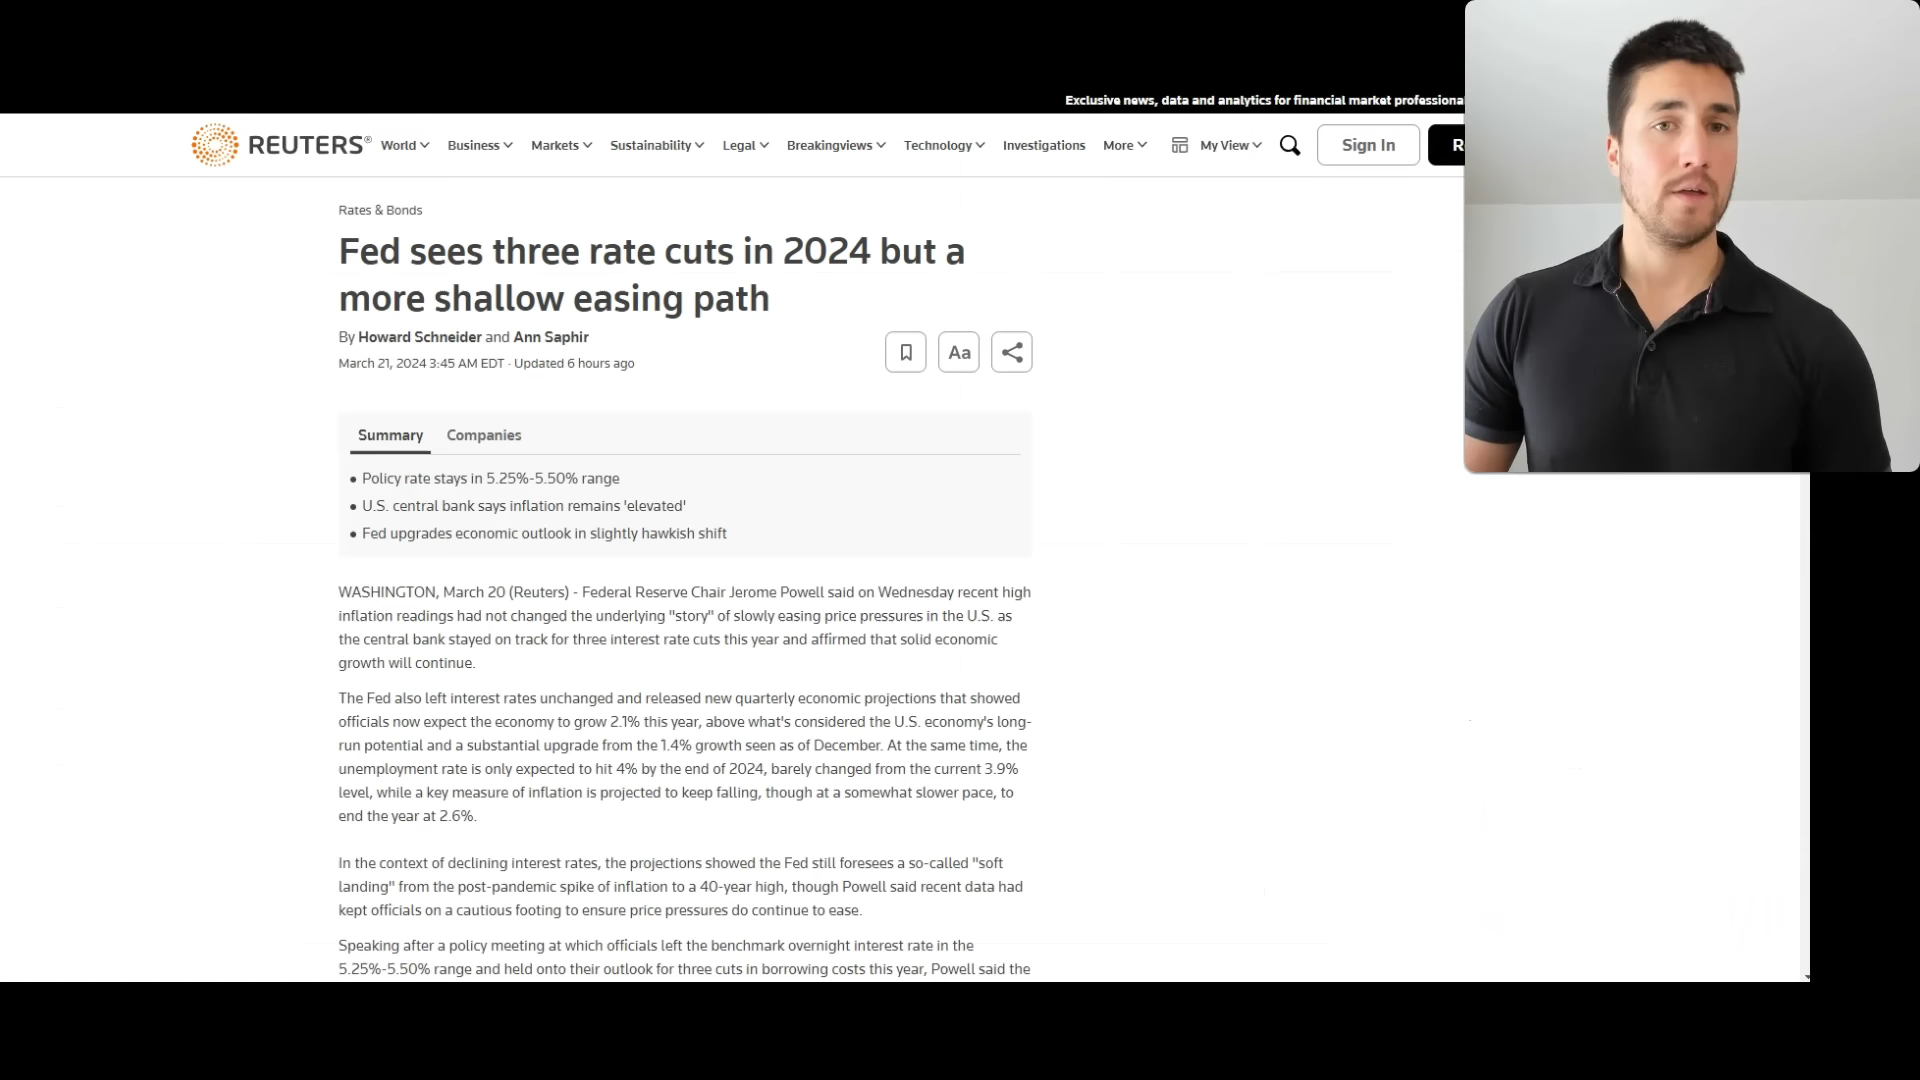 Exclusive news, data and analytics for financial market
REUTERS® World Business Markets Sustainability Legal Breakingviews Technology Investigations More My View Sign In
Rates & Bonds
Fed sees three rate cuts in 2024 but a
more shallow easing path
By Howard Schneider and Ann Saphir
March 21, 2024 3:45 AM EDT · Updated 6 hours ago
Aa
Summary Companies
• Policy rate stays in 5.25%-5.50% range
• U.S. central bank says inflation remains 'elevated'
• Fed upgrades economic outlook in slightly hawkish shift
WASHINGTON, March 20 (Reuters) - Federal Reserve Chair Jerome Powell said on Wednesday recent high
inflation readings had not changed the underlying "story" of slowly easing price pressures in the U.S. as
the central bank stayed on track for three interest rate cuts this year and affirmed that solid economic
growth will continue.
The Fed also left interest rates unchanged and released new quarterly economic projections that showed
officials now expect the economy to grow 2.1% this year, above what's considered the U.S. economy's long-
run potential and a substantial upgrade from the 1.4% growth seen as of December. At the same time, the
unemployment rate is only expected to hit 4% by the end of 2024, barely changed from the current 3.9%
level, while a key measure of inflation is projected to keep falling, though at a somewhat slower pace, to
end the year at 2.6%.
In the context of declining interest rates, the projections showed the Fed still foresees a so-called "soft
landing" from the post-pandemic spike of inflation to a 40-year high, though Powell said recent data had
kept officials on a cautious footing to ensure price pressures do continue to ease.
Speaking after a policy meeting at which officials left the benchmark overnight interest rate in the
5.25%-5.50% range and held onto their outlook for three cuts in borrowing costs this year, Powell said the